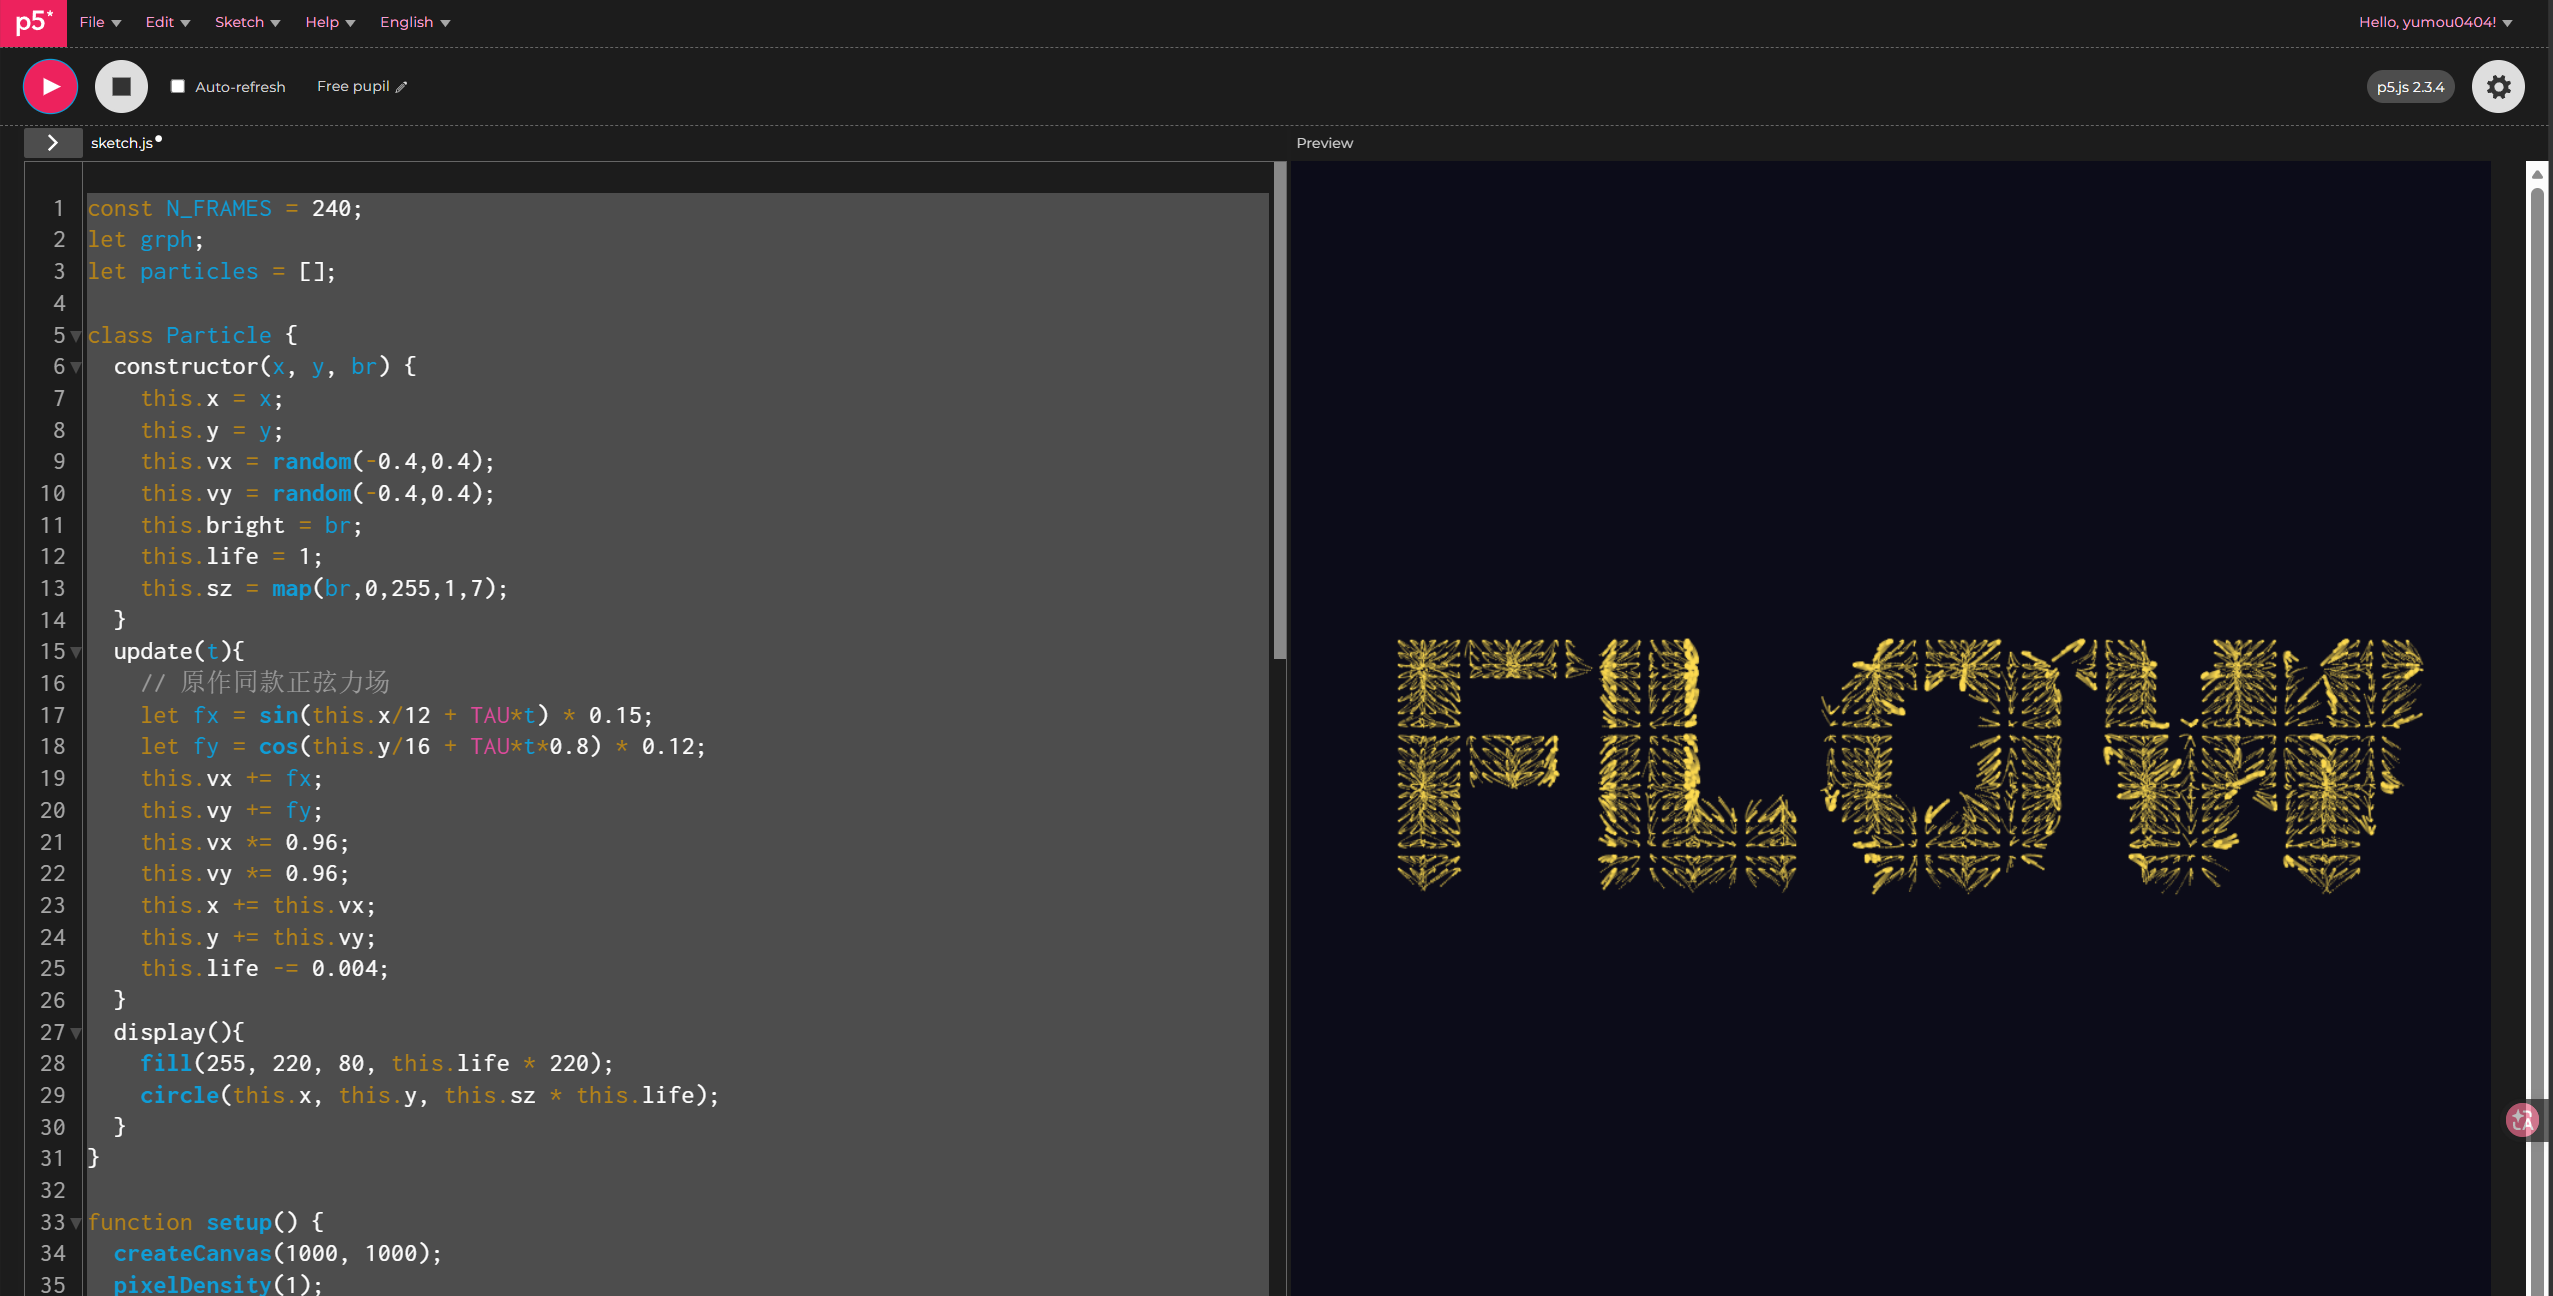 p5* File Edit Sketch Help English Hello, yumou0404!
Auto-refresh Free pupil p5.js 2.3.4
sketch.js Preview
1 const N_FRAMES = 240;
2 let grph;
3 let particles = [];
4
5 class Particle {
6   constructor(x, y, br) {
7     this.x = x;
8     this.y = y;
9     this.vx = random(-0.4,0.4);
10     this.vy = random(-0.4,0.4);
11     this.bright = br;
12     this.life = 1;
13     this.sz = map(br,0,255,1,7);
14   }
15   update(t){
16     // 原作同款正弦力场
17     let fx = sin(this.x/12 + TAU*t) * 0.15;
18     let fy = cos(this.y/16 + TAU*t*0.8) * 0.12;
19     this.vx += fx;
20     this.vy += fy;
21     this.vx *= 0.96;
22     this.vy *= 0.96;
23     this.x += this.vx;
24     this.y += this.vy;
25     this.life -= 0.004;
26   }
27   display(){
28     fill(255, 220, 80, this.life * 220);
29     circle(this.x, this.y, this.sz * this.life);
30   }
31 }
32
33 function setup() {
34   createCanvas(1000, 1000);
35   pixelDensity(1);
FLOW